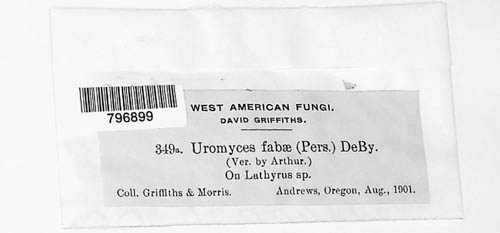 WEST AMERICAN FUNGI.
DAVID GRIFFITHS.
796899
349a. Uromyces fabæ (Pers.) DeBy.
(Ver. by Arthur.)
On Lathyrus sp.
Coll. Griffiths & Morris. Andrews, Oregon, Aug., 1901.